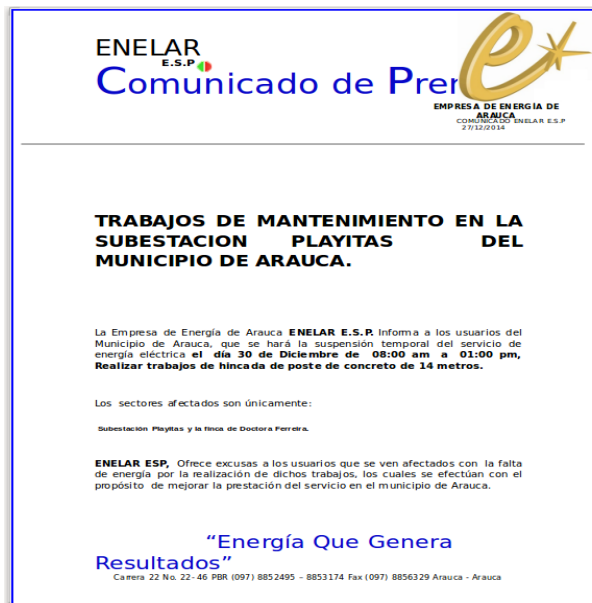 ENELAR
E.S.P
Comunicado de Pren
EMPRESA DE ENERGÍA DE
ARAUCA
COMUNICADO ENELAR E.S.P
27/12/2014
TRABAJOS DE MANTENIMIENTO EN LA
SUBESTACION PLAYITAS DEL
MUNICIPIO DE ARAUCA.
La Empresa de Energía de Arauca ENELAR E.S.P. Informa a los usuarios del
Municipio de Arauca, que se hará la suspensión temporal del servicio de
energía eléctrica el día 30 de Diciembre de 08:00 am a 01:00 pm,
Realizar trabajos de hincada de poste de concreto de 14 metros.
Los sectores afectados son únicamente:
Subestación Playitas y la finca de Doctora Ferreira.
ENELAR ESP, Ofrece excusas a los usuarios que se ven afectados con la falta
de energía por la realización de dichos trabajos, los cuales se efectúan con el
propósito de mejorar la prestación del servicio en el municipio de Arauca.
“Energía Que Genera
Resultados”
Carrera 22 No. 22- 46 PBR (097) 8852495 – 8853174 Fax (097) 8856329 Arauca - Arauca